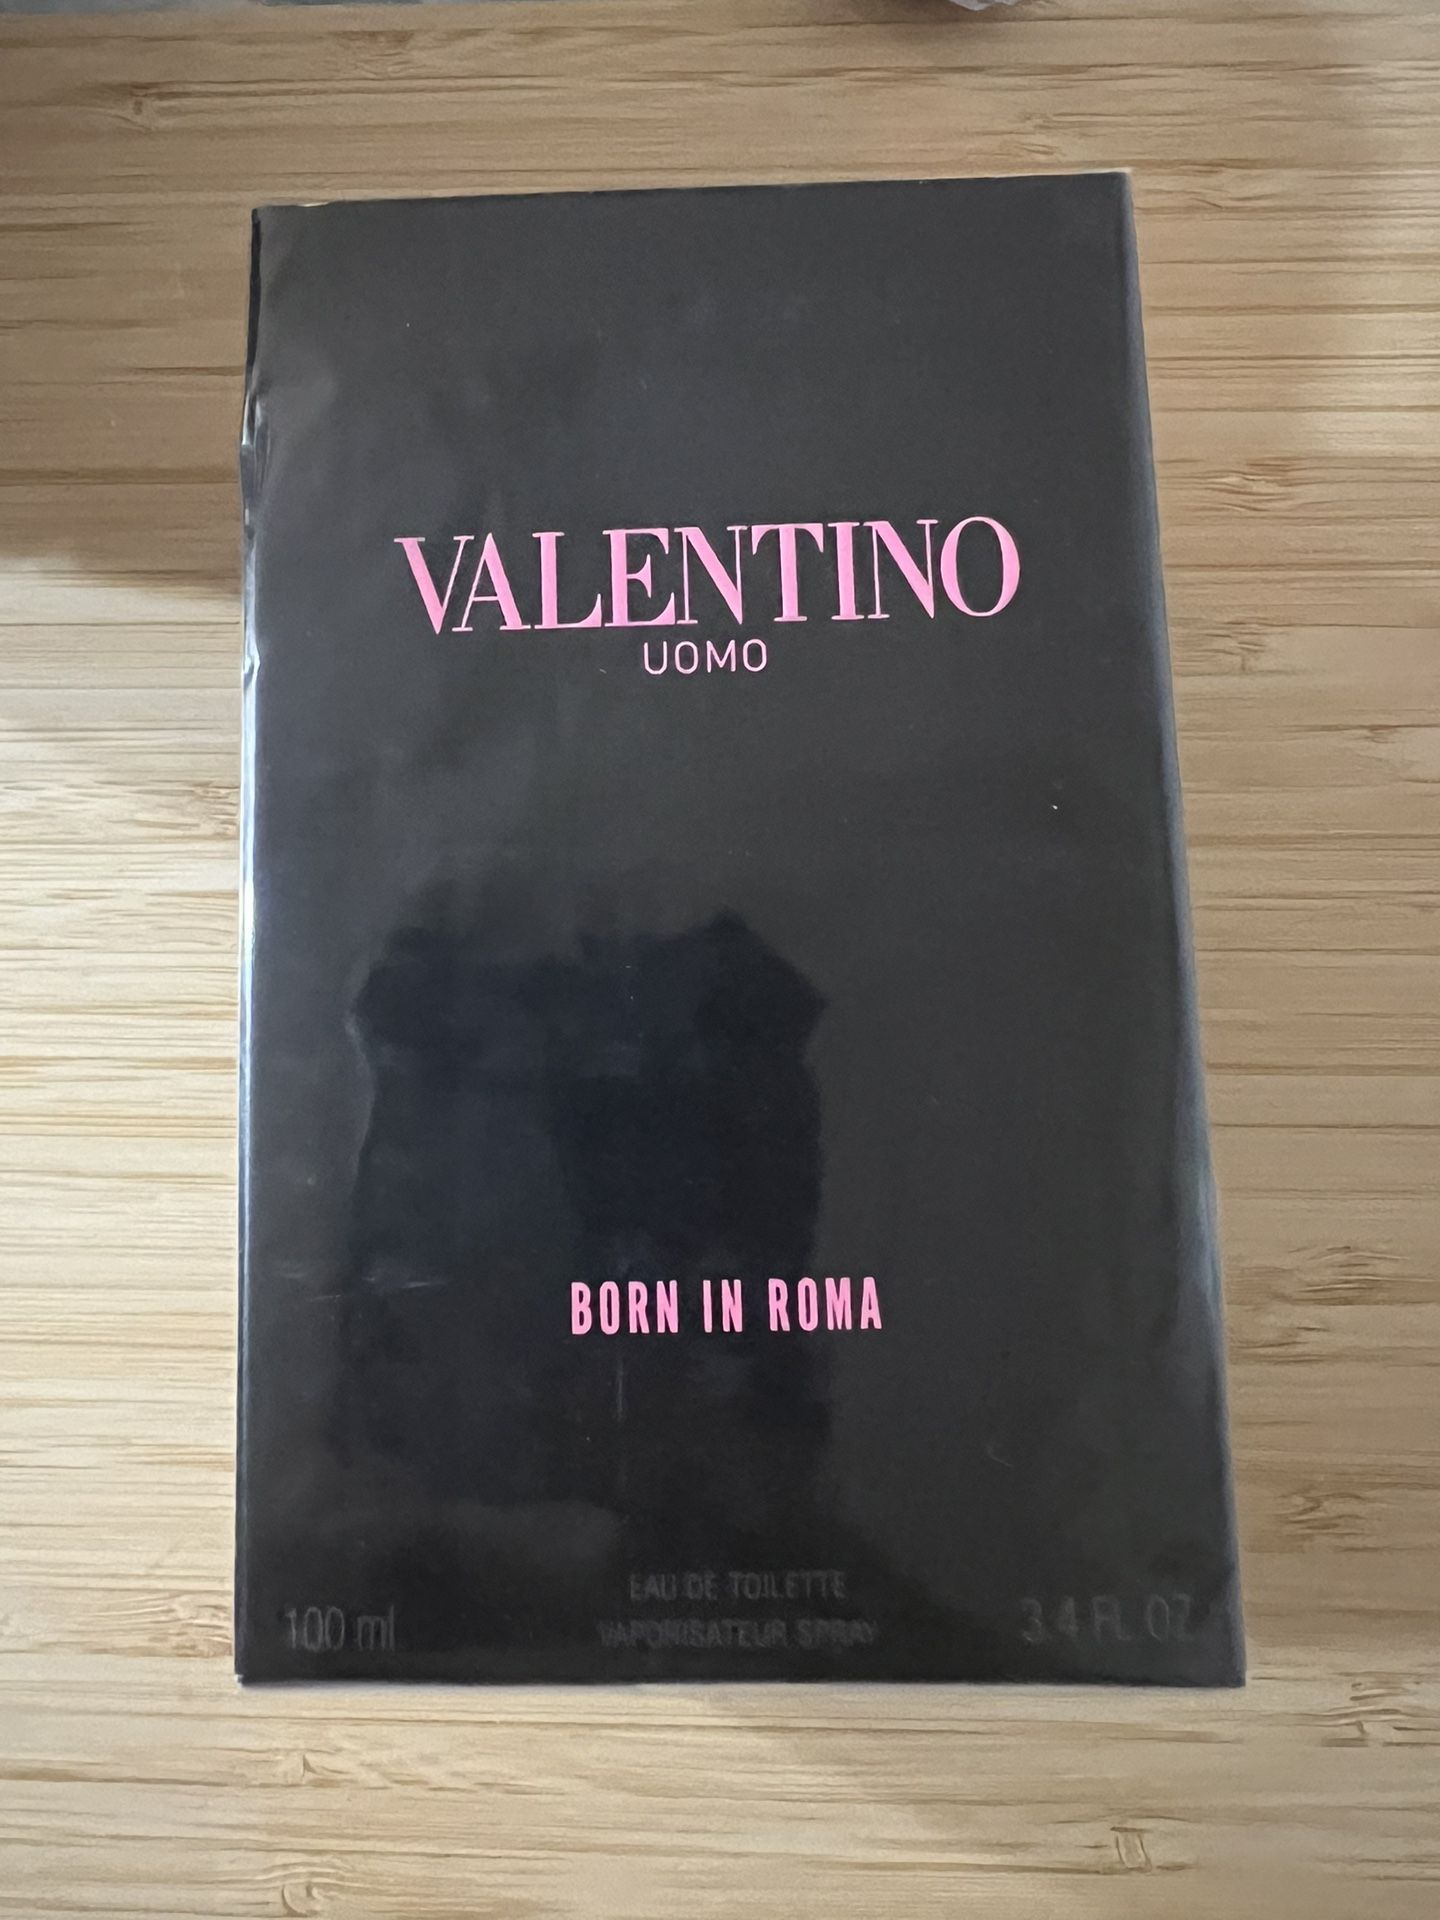 VALENTINO
UOMO
BORN IN ROMA
EAU DE TOILETTE
100 ml VAPORISATEUR SPRAY 3.4 FL. OZ